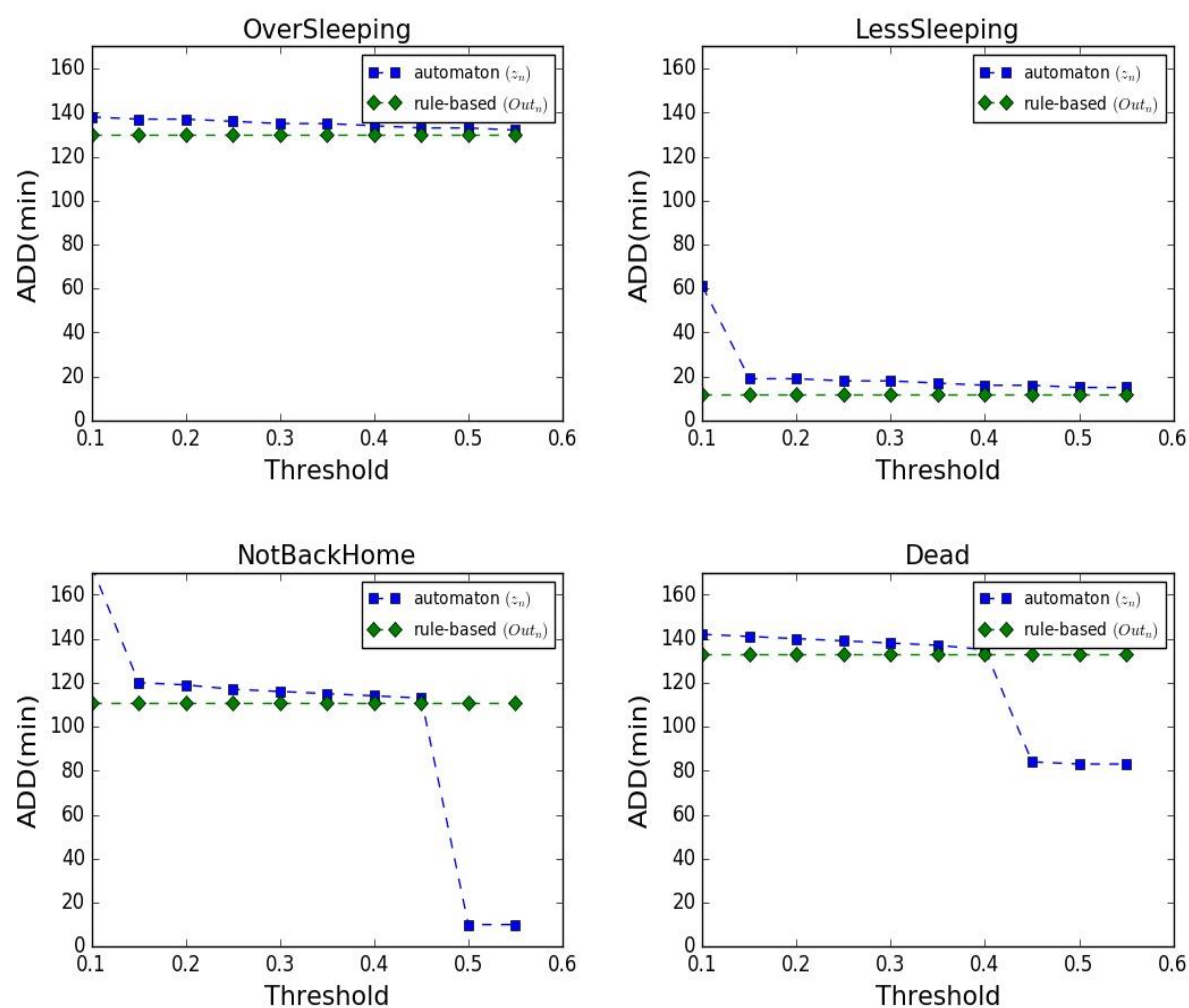 OverSleeping
automaton (zₙ)
rule-based (Outₙ)
160
140
120
100
80
60
40
20
0
ADD(min)
0.1 0.2 0.3 0.4 0.5 0.6
Threshold
LessSleeping
automaton (zₙ)
rule-based (Outₙ)
160
140
120
100
80
60
40
20
0
ADD(min)
0.1 0.2 0.3 0.4 0.5 0.6
Threshold
NotBackHome
automaton (zₙ)
rule-based (Outₙ)
160
140
120
100
80
60
40
20
0
ADD(min)
0.1 0.2 0.3 0.4 0.5 0.6
Threshold
Dead
automaton (zₙ)
rule-based (Outₙ)
160
140
120
100
80
60
40
20
0
ADD(min)
0.1 0.2 0.3 0.4 0.5 0.6
Threshold